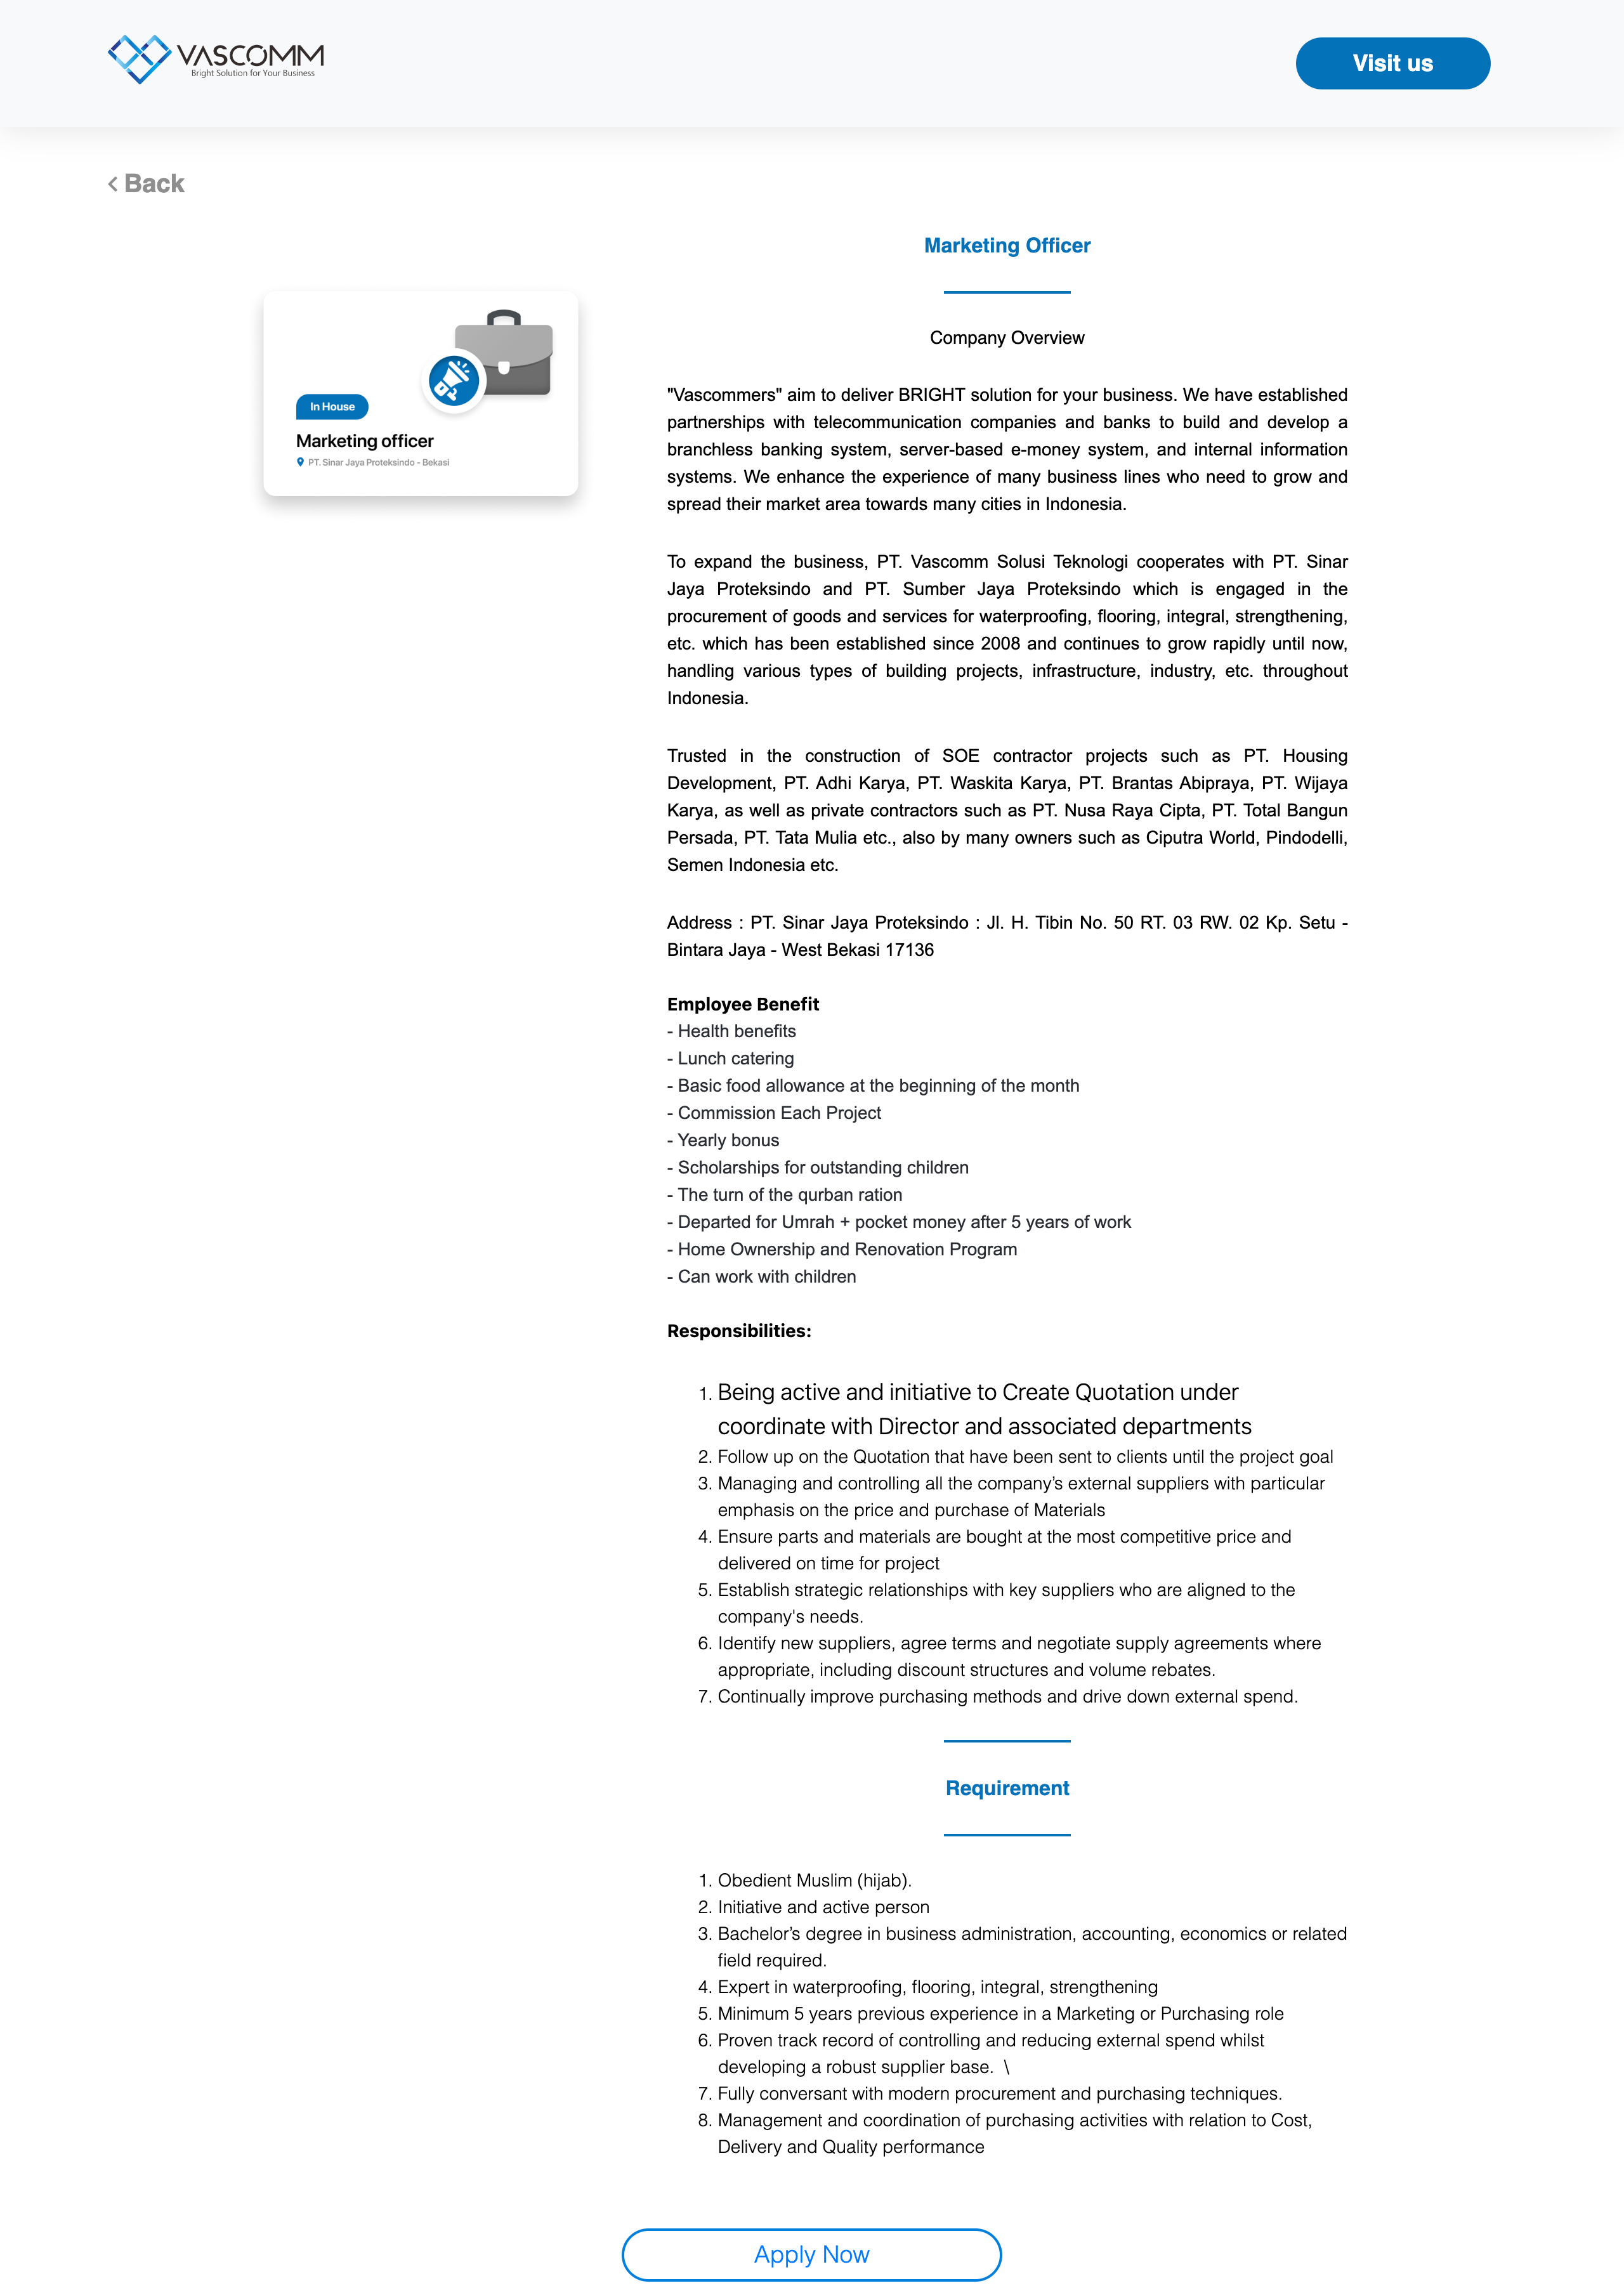 VASCOMM
Bright Solution for Your Business
Visit us
Back
Marketing Officer
In House
Marketing officer
PT. Sinar Jaya Proteksindo - Bekasi
Company Overview
"Vascommers" aim to deliver BRIGHT solution for your business. We have established
partnerships with telecommunication companies and banks to build and develop a
branchless banking system, server-based e-money system, and internal information
systems. We enhance the experience of many business lines who need to grow and
spread their market area towards many cities in Indonesia.
To expand the business, PT. Vascomm Solusi Teknologi cooperates with PT. Sinar
Jaya Proteksindo and PT. Sumber Jaya Proteksindo which is engaged in the
procurement of goods and services for waterproofing, flooring, integral, strengthening,
etc. which has been established since 2008 and continues to grow rapidly until now,
handling various types of building projects, infrastructure, industry, etc. throughout
Indonesia.
Trusted in the construction of SOE contractor projects such as PT. Housing
Development, PT. Adhi Karya, PT. Waskita Karya, PT. Brantas Abipraya, PT. Wijaya
Karya, as well as private contractors such as PT. Nusa Raya Cipta, PT. Total Bangun
Persada, PT. Tata Mulia etc., also by many owners such as Ciputra World, Pindodelli,
Semen Indonesia etc.
Address : PT. Sinar Jaya Proteksindo : Jl. H. Tibin No. 50 RT. 03 RW. 02 Kp. Setu -
Bintara Jaya - West Bekasi 17136
Employee Benefit
- Health benefits
- Lunch catering
- Basic food allowance at the beginning of the month
- Commission Each Project
- Yearly bonus
- Scholarships for outstanding children
- The turn of the qurban ration
- Departed for Umrah + pocket money after 5 years of work
- Home Ownership and Renovation Program
- Can work with children
Responsibilities:
1. Being active and initiative to Create Quotation under
coordinate with Director and associated departments
2. Follow up on the Quotation that have been sent to clients until the project goal
3. Managing and controlling all the company’s external suppliers with particular
emphasis on the price and purchase of Materials
4. Ensure parts and materials are bought at the most competitive price and
delivered on time for project
5. Establish strategic relationships with key suppliers who are aligned to the
company's needs.
6. Identify new suppliers, agree terms and negotiate supply agreements where
appropriate, including discount structures and volume rebates.
7. Continually improve purchasing methods and drive down external spend.
Requirement
1. Obedient Muslim (hijab).
2. Initiative and active person
3. Bachelor’s degree in business administration, accounting, economics or related
field required.
4. Expert in waterproofing, flooring, integral, strengthening
5. Minimum 5 years previous experience in a Marketing or Purchasing role
6. Proven track record of controlling and reducing external spend whilst
developing a robust supplier base. \
7. Fully conversant with modern procurement and purchasing techniques.
8. Management and coordination of purchasing activities with relation to Cost,
Delivery and Quality performance
Apply Now